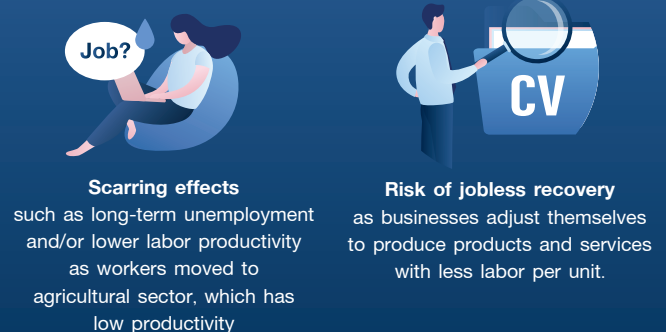 Job?
CV
Scarring effects
such as long-term unemployment
and/or lower labor productivity
as workers moved to
agricultural sector, which has
low productivity
Risk of jobless recovery
as businesses adjust themselves
to produce products and services
with less labor per unit.